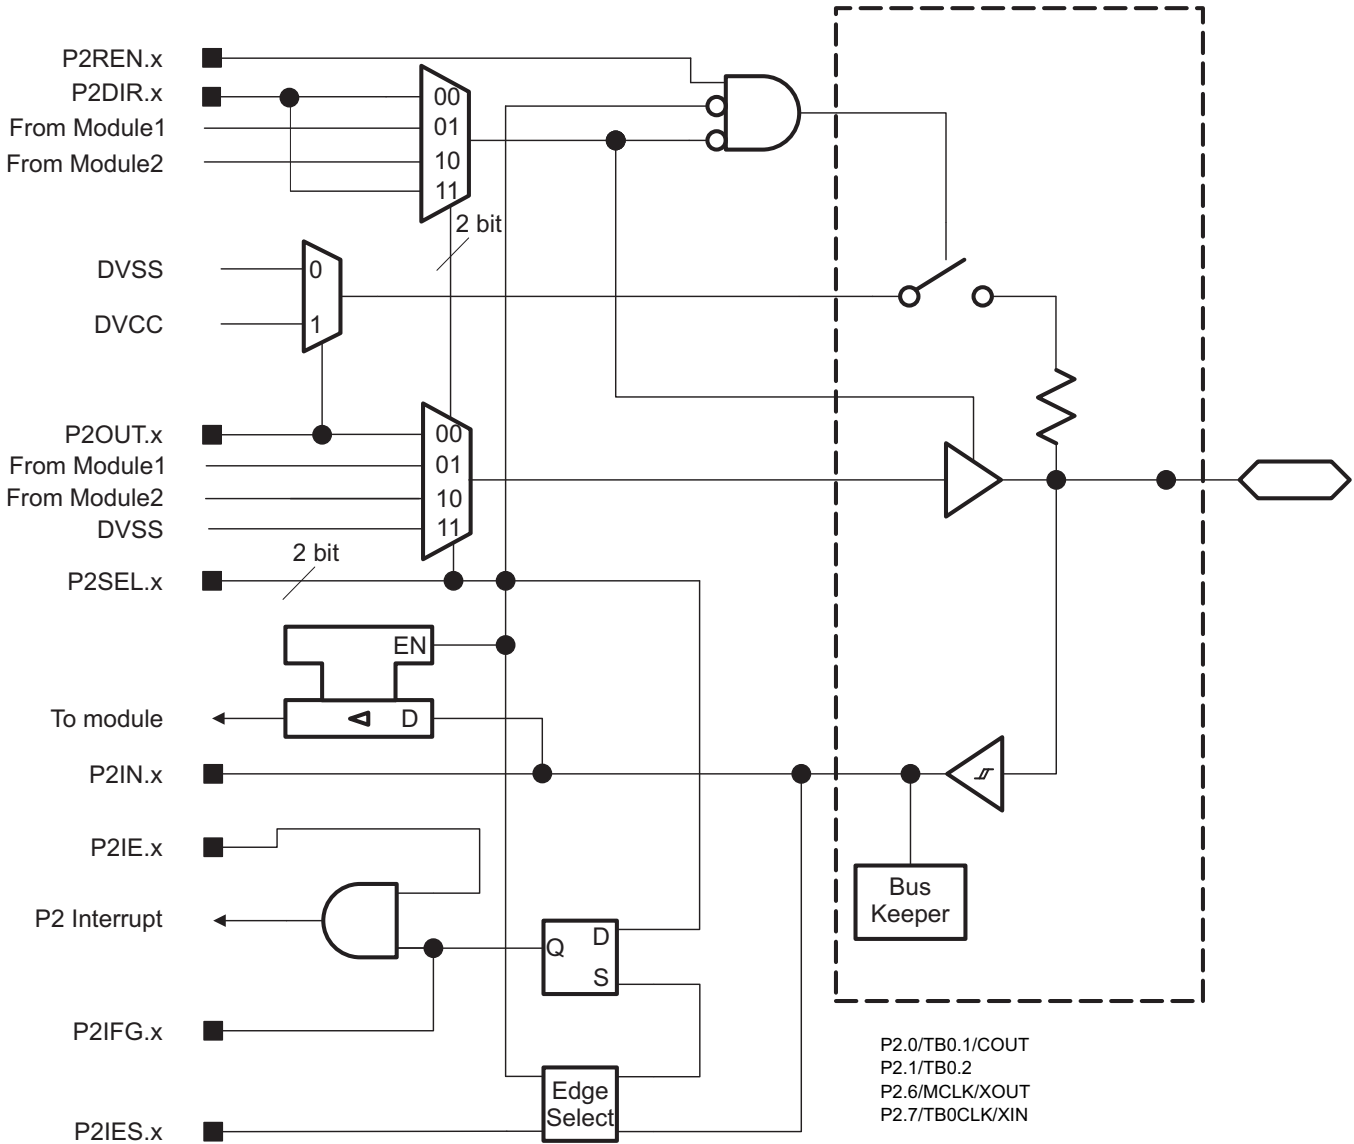 P2REN.x
P2DIR.x
From Module1
From Module2
00
01
10
11
2 bit
DVSS
DVCC
0
1
P2OUT.x
From Module1
From Module2
DVSS
00
01
10
11
2 bit
P2SEL.x
EN
D
To module
P2IN.x
P2IE.x
P2 Interrupt
Q
D
S
Bus
Keeper
P2IFG.x
Edge
Select
P2IES.x
P2.0/TB0.1/COUT
P2.1/TB0.2
P2.6/MCLK/XOUT
P2.7/TB0CLK/XIN